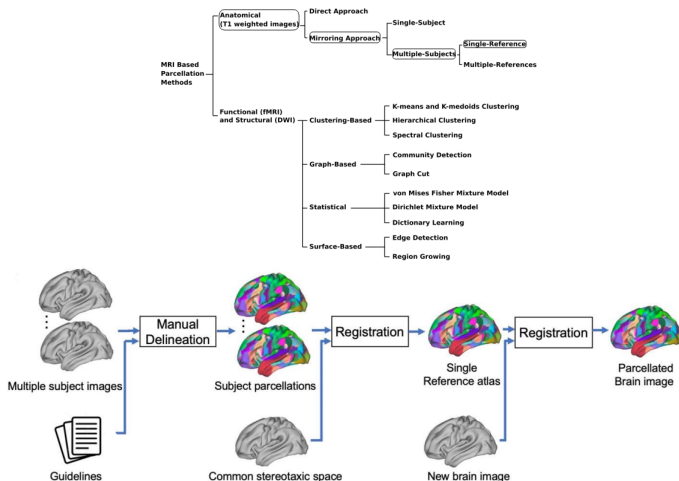 Anatomical
(T1 weighted images)
Direct Approach
Mirroring Approach
Single-Subject
Multiple-Subjects
Single-Reference
Multiple-References
MRI Based
Parcellation
Methods
Functional (fMRI)
and Structural (DWI)
Clustering-Based
K-means and K-medoids Clustering
Hierarchical Clustering
Spectral Clustering
Graph-Based
Community Detection
Graph Cut
Statistical
von Mises Fisher Mixture Model
Dirichlet Mixture Model
Dictionary Learning
Surface-Based
Edge Detection
Region Growing
Multiple subject images
Manual
Delineation
Subject parcellations
Registration
Single
Reference atlas
Registration
Parcellated
Brain image
Guidelines
Common stereotaxic space
New brain image